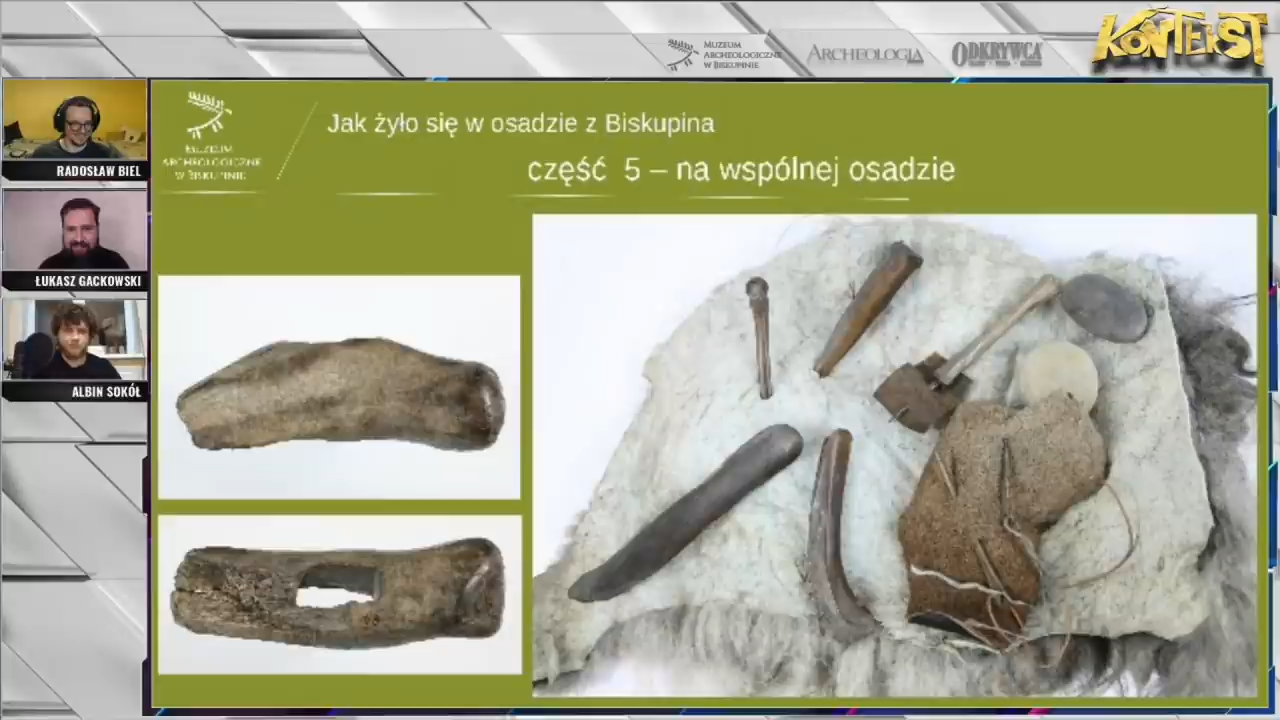 MUZEUM
ARCHEOLOGICZNE
W BISKUPINIE
ARCHEOLOGIA
ODKRYWCA
KONTEKST
RADOSŁAW BIEL
ŁUKASZ GACKOWSKI
ALBIN SOKÓŁ
MUZEUM
ARCHEOLOGICZNE
W BISKUPINIE
Jak żyło się w osadzie z Biskupina
część 5 – na wspólnej osadzie